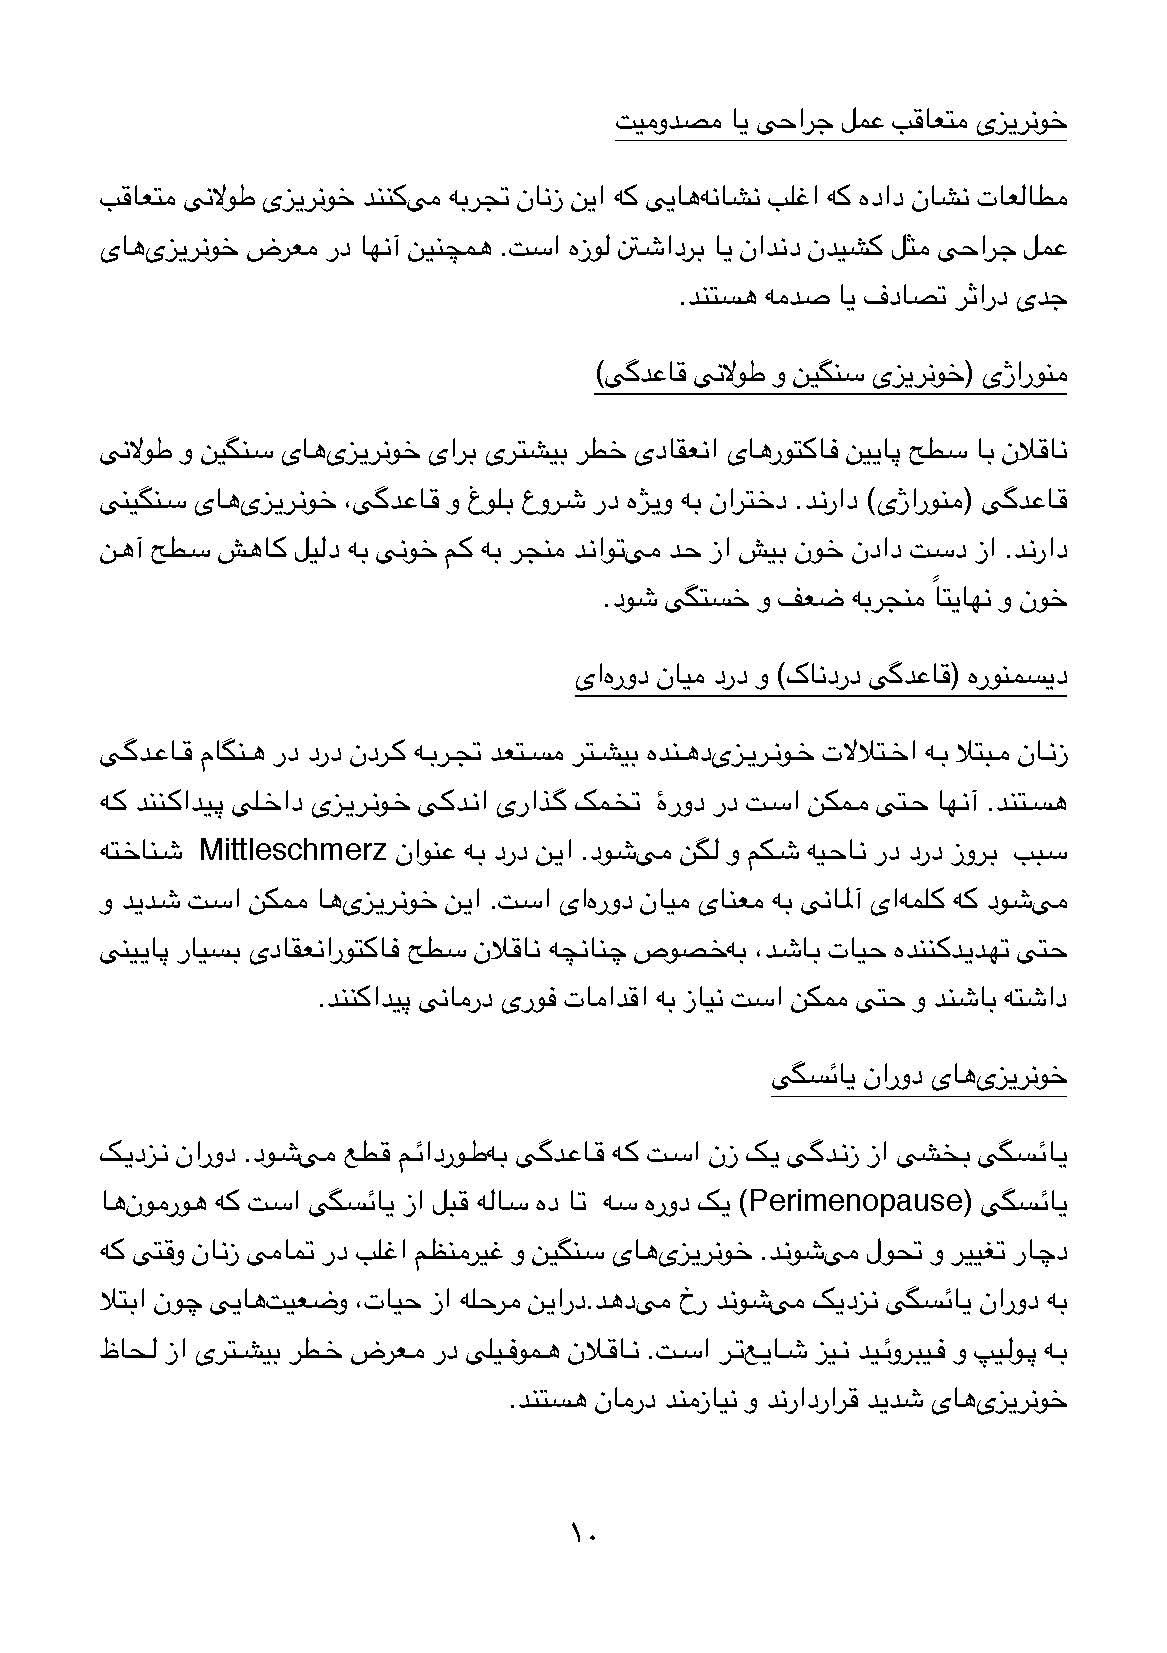 خونریزی متعاقب عمل جراحی یا مصدومیت
مطالعات نشان داده که اغلب نشانه‌هایی که این زنان تجربه می‌کنند خونریزی طولانی متعاقب
عمل جراحی مثل کشیدن دندان یا برداشتن لوزه است. همچنین آنها در معرض خونریزی‌های
جدی دراثر تصادف یا صدمه هستند.
منوراژی (خونریزی سنگین و طولانی قاعدگی)
ناقلان با سطح پایین فاکتورهای انعقادی خطر بیشتری برای خونریزی‌های سنگین و طولانی
قاعدگی (منوراژی) دارند. دختران به ویژه در شروع بلوغ و قاعدگی، خونریزی‌های سنگینی
دارند. از دست دادن خون بیش از حد می‌تواند منجر به کم خونی به دلیل کاهش سطح آهن
خون و نهایتاً منجربه ضعف و خستگی شود.
دیسمنوره (قاعدگی دردناک) و درد میان دوره‌ای
زنان مبتلا به اختلالات خونریزی‌دهنده بیشتر مستعد تجربه کردن درد در هنگام قاعدگی
هستند. آنها حتی ممکن است در دورۀ تخمک گذاری اندکی خونریزی داخلی پیداکنند که
سبب بروز درد در ناحیه شکم و لگن می‌شود. این درد به عنوان Mittleschmerz شناخته
می‌شود که کلمه‌ای آلمانی به معنای میان دوره‌ای است. این خونریزی‌ها ممکن است شدید و
حتی تهدیدکننده حیات باشد، به‌خصوص چنانچه ناقلان سطح فاکتورانعقادی بسیار پایینی
داشته باشند و حتی ممکن است نیاز به اقدامات فوری درمانی پیداکنند.
خونریزی‌های دوران یائسگی
یائسگی بخشی از زندگی یک زن است که قاعدگی به‌طوردائم قطع می‌شود. دوران نزدیک
یائسگی (Perimenopause) یک دوره سه تا ده ساله قبل از یائسگی است که هورمون‌ها
دچار تغییر و تحول می‌شوند. خونریزی‌های سنگین و غیرمنظم اغلب در تمامی زنان وقتی که
به دوران یائسگی نزدیک می‌شوند رخ می‌دهد.دراین مرحله از حیات، وضعیت‌هایی چون ابتلا
به پولیپ و فیبروئید نیز شایع‌تر است. ناقلان هموفیلی در معرض خطر بیشتری از لحاظ
خونریزی‌های شدید قراردارند و نیازمند درمان هستند.
۱۰